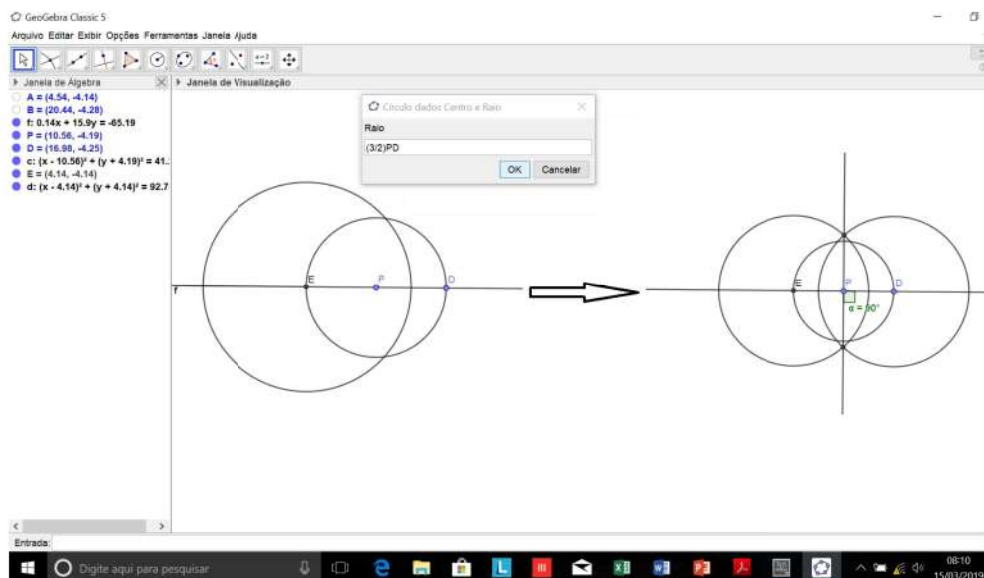 GeoGebra Classic 5
Arquivo Editar Exibir Opções Ferramentas Janela Ajuda
Janela de Álgebra
Janela de Visualização
A = (4.54, -4.14)
B = (20.44, -4.28)
f: 0.14x + 15.9y = -65.19
P = (10.56, -4.19)
D = (16.98, -4.25)
c: (x - 10.56)² + (y + 4.19)² = 41.
E = (4.14, -4.14)
d: (x - 4.14)² + (y + 4.14)² = 92.7
Círculo dados Centro e Raio
Raio
(3/2)PD
OK Cancelar
f E P D
E P D
α = 90°
Entrada:
Digite aqui para pesquisar
08:10
15/03/2019